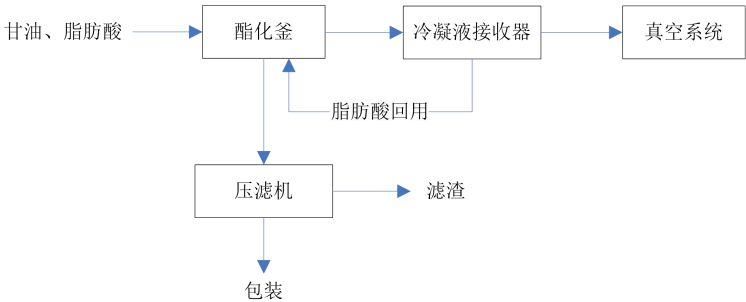 甘油、脂肪酸
酯化釜
冷凝液接收器
真空系统
脂肪酸回用
压滤机
滤渣
包装